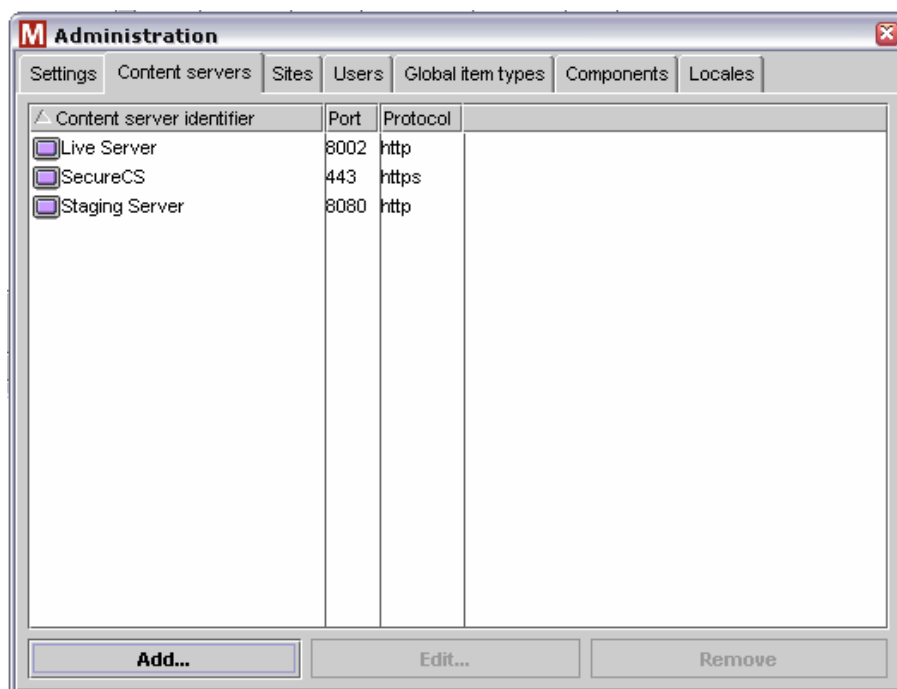 M Administration
Settings Content servers Sites Users Global item types Components Locales
Content server identifier Port Protocol
Live Server 8002 http
SecureCS 443 https
Staging Server 8080 http
Add... Edit... Remove